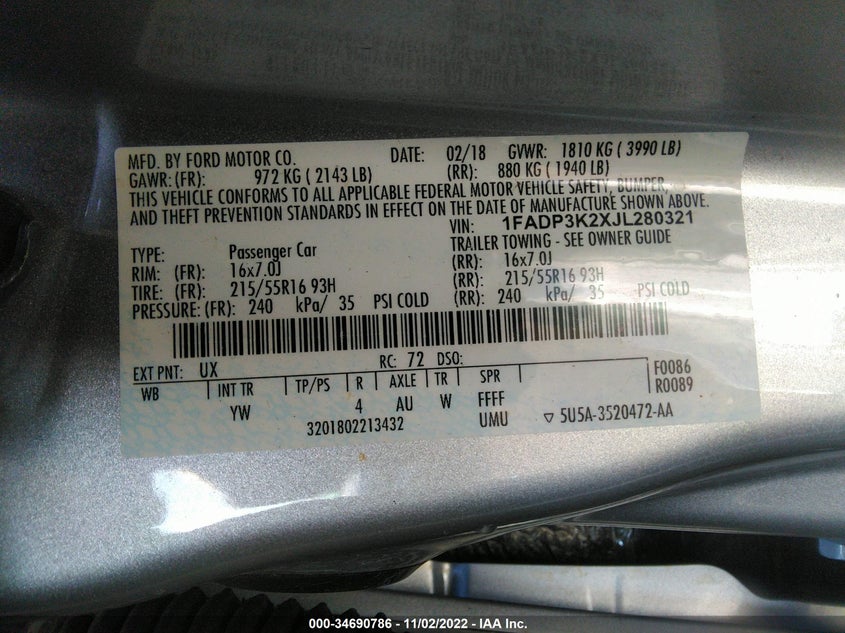 MFD. BY FORD MOTOR CO. DATE: 02/18 GVWR: 1810 KG ( 3990 LB)
GAWR: (FR): 972 KG ( 2143 LB) (RR): 880 KG ( 1940 LB)
THIS VEHICLE CONFORMS TO ALL APPLICABLE FEDERAL MOTOR VEHICLE SAFETY, BUMPER,
AND THEFT PREVENTION STANDARDS IN EFFECT ON THE DATE OF MANUFACTURE SHOWN ABOVE.
VIN: 1FADP3K2XJL280321
TYPE: Passenger Car TRAILER TOWING - SEE OWNER GUIDE
RIM: (FR): 16x7.0J (RR): 16x7.0J
TIRE: (FR): 215/55R16 93H (RR): 215/55R16 93H
PRESSURE: (FR): 240 kPa/ 35 PSI COLD (RR): 240 kPa/ 35 PSI COLD
EXT PNT: UX RC: 72 DSO:
WB INT TR TP/PS R AXLE TR SPR F0086
YW 4 AU W FFFF R0089
3201802213432 UMU ▽ 5U5A-3520472-AA
000-34690786 - 11/02/2022 - IAA Inc.